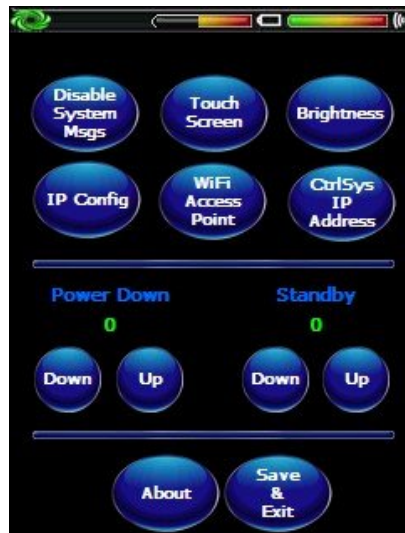 Disable
System
Msgs
Touch
Screen
Brightness
IP Config
WiFi
Access
Point
CtrlSys
IP
Address
Power Down
Standby
0
0
Down
Up
Down
Up
About
Save
&
Exit